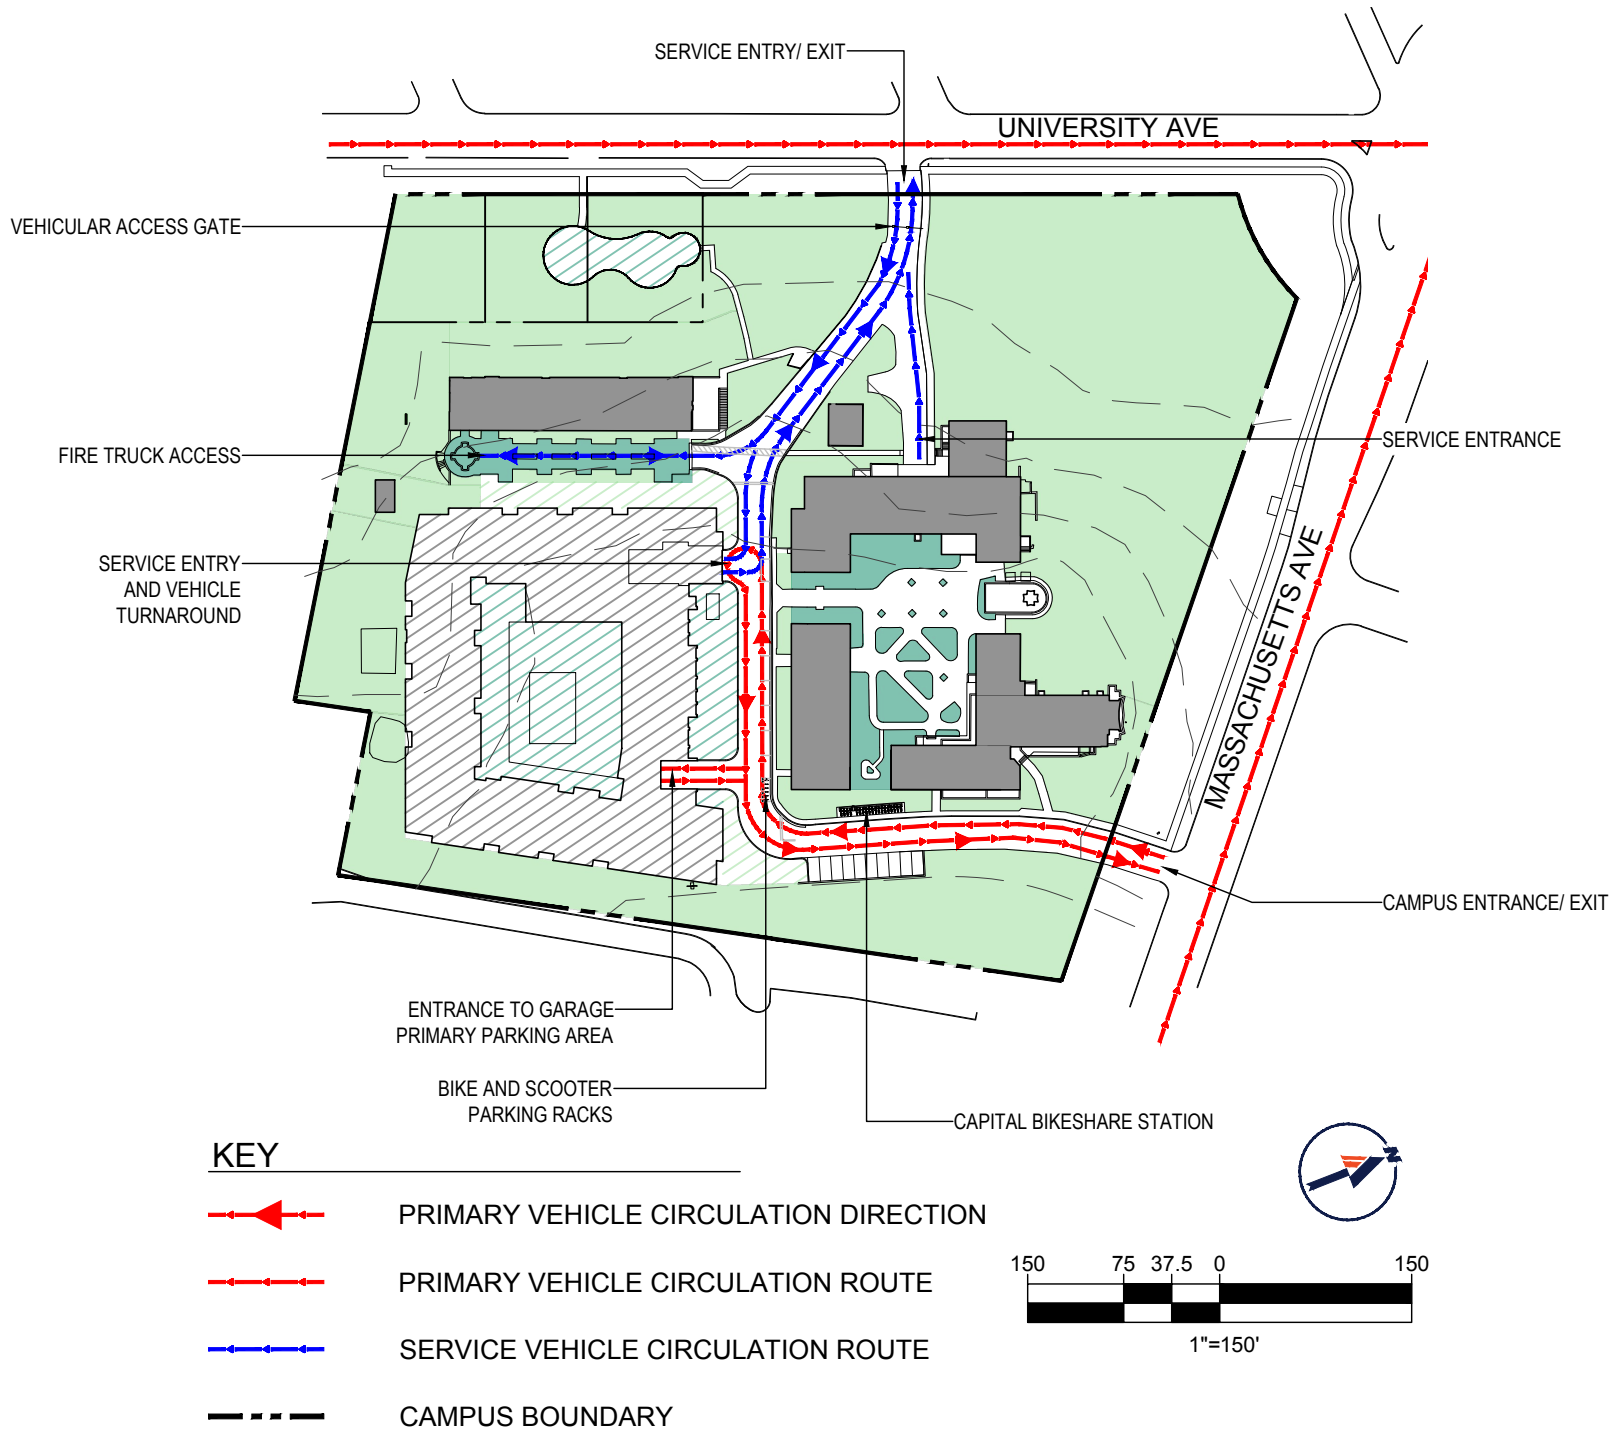 SERVICE ENTRY/ EXIT
UNIVERSITY AVE
VEHICULAR ACCESS GATE
FIRE TRUCK ACCESS
SERVICE ENTRANCE
SERVICE ENTRY
AND VEHICLE
TURNAROUND
MASSACHUSETTS AVE
CAMPUS ENTRANCE/ EXIT
ENTRANCE TO GARAGE
PRIMARY PARKING AREA
BIKE AND SCOOTER
PARKING RACKS
CAPITAL BIKESHARE STATION
KEY
PRIMARY VEHICLE CIRCULATION DIRECTION
PRIMARY VEHICLE CIRCULATION ROUTE
SERVICE VEHICLE CIRCULATION ROUTE
CAMPUS BOUNDARY
N
150 75 37.5 0 150
1"=150'